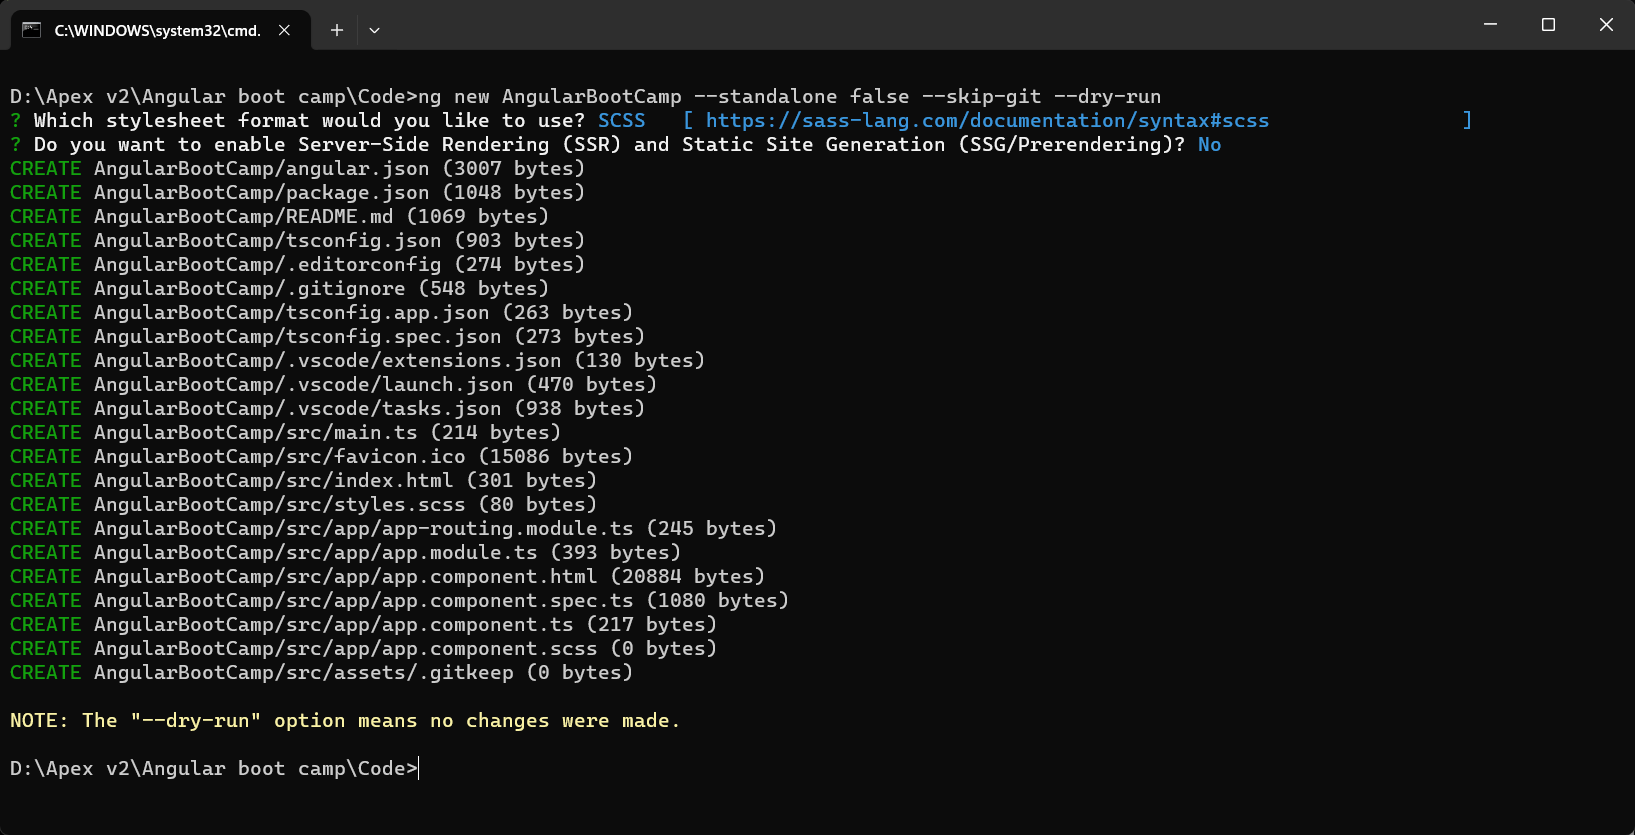 C:\WINDOWS\system32\cmd.
D:\Apex v2\Angular boot camp\Code>ng new AngularBootCamp --standalone false --skip-git --dry-run
? Which stylesheet format would you like to use? SCSS   [ https://sass-lang.com/documentation/syntax#scss                ]
? Do you want to enable Server-Side Rendering (SSR) and Static Site Generation (SSG/Prerendering)? No
CREATE AngularBootCamp/angular.json (3007 bytes)
CREATE AngularBootCamp/package.json (1048 bytes)
CREATE AngularBootCamp/README.md (1069 bytes)
CREATE AngularBootCamp/tsconfig.json (903 bytes)
CREATE AngularBootCamp/.editorconfig (274 bytes)
CREATE AngularBootCamp/.gitignore (548 bytes)
CREATE AngularBootCamp/tsconfig.app.json (263 bytes)
CREATE AngularBootCamp/tsconfig.spec.json (273 bytes)
CREATE AngularBootCamp/.vscode/extensions.json (130 bytes)
CREATE AngularBootCamp/.vscode/launch.json (470 bytes)
CREATE AngularBootCamp/.vscode/tasks.json (938 bytes)
CREATE AngularBootCamp/src/main.ts (214 bytes)
CREATE AngularBootCamp/src/favicon.ico (15086 bytes)
CREATE AngularBootCamp/src/index.html (301 bytes)
CREATE AngularBootCamp/src/styles.scss (80 bytes)
CREATE AngularBootCamp/src/app/app-routing.module.ts (245 bytes)
CREATE AngularBootCamp/src/app/app.module.ts (393 bytes)
CREATE AngularBootCamp/src/app/app.component.html (20884 bytes)
CREATE AngularBootCamp/src/app/app.component.spec.ts (1080 bytes)
CREATE AngularBootCamp/src/app/app.component.ts (217 bytes)
CREATE AngularBootCamp/src/app/app.component.scss (0 bytes)
CREATE AngularBootCamp/src/assets/.gitkeep (0 bytes)
NOTE: The "--dry-run" option means no changes were made.
D:\Apex v2\Angular boot camp\Code>